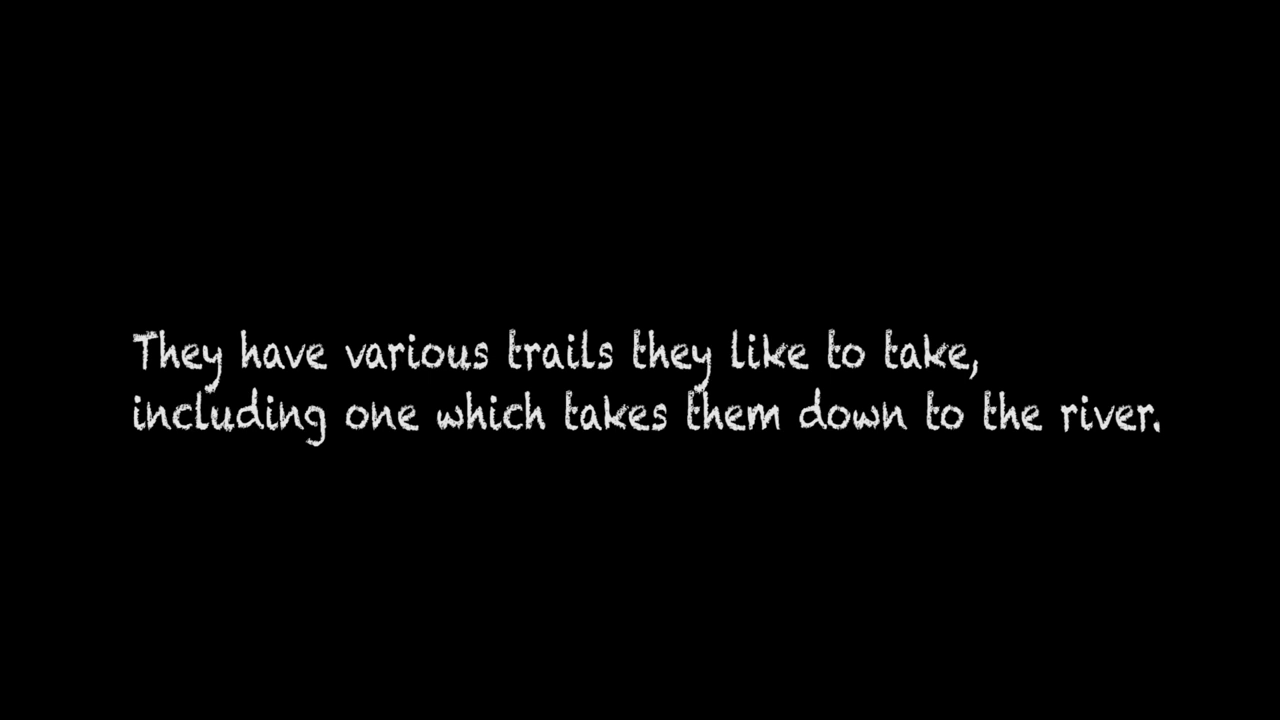 They have various trails they like to take,
including one which takes them down to the river.